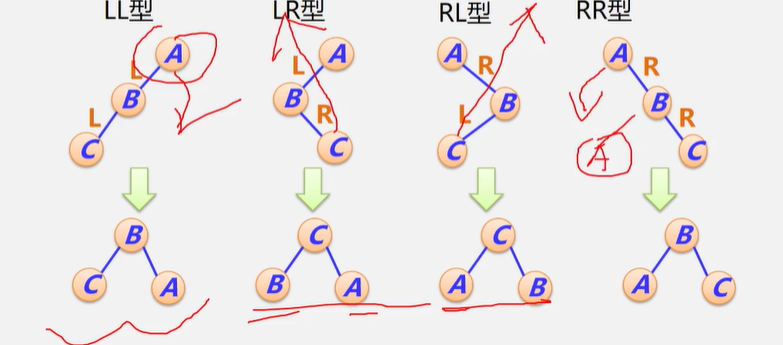 LL型 LR型 RL型 RR型
A A A A
L L R R
B B B B
L R L R
C C C C
A
B C C B
C A B A A B A C